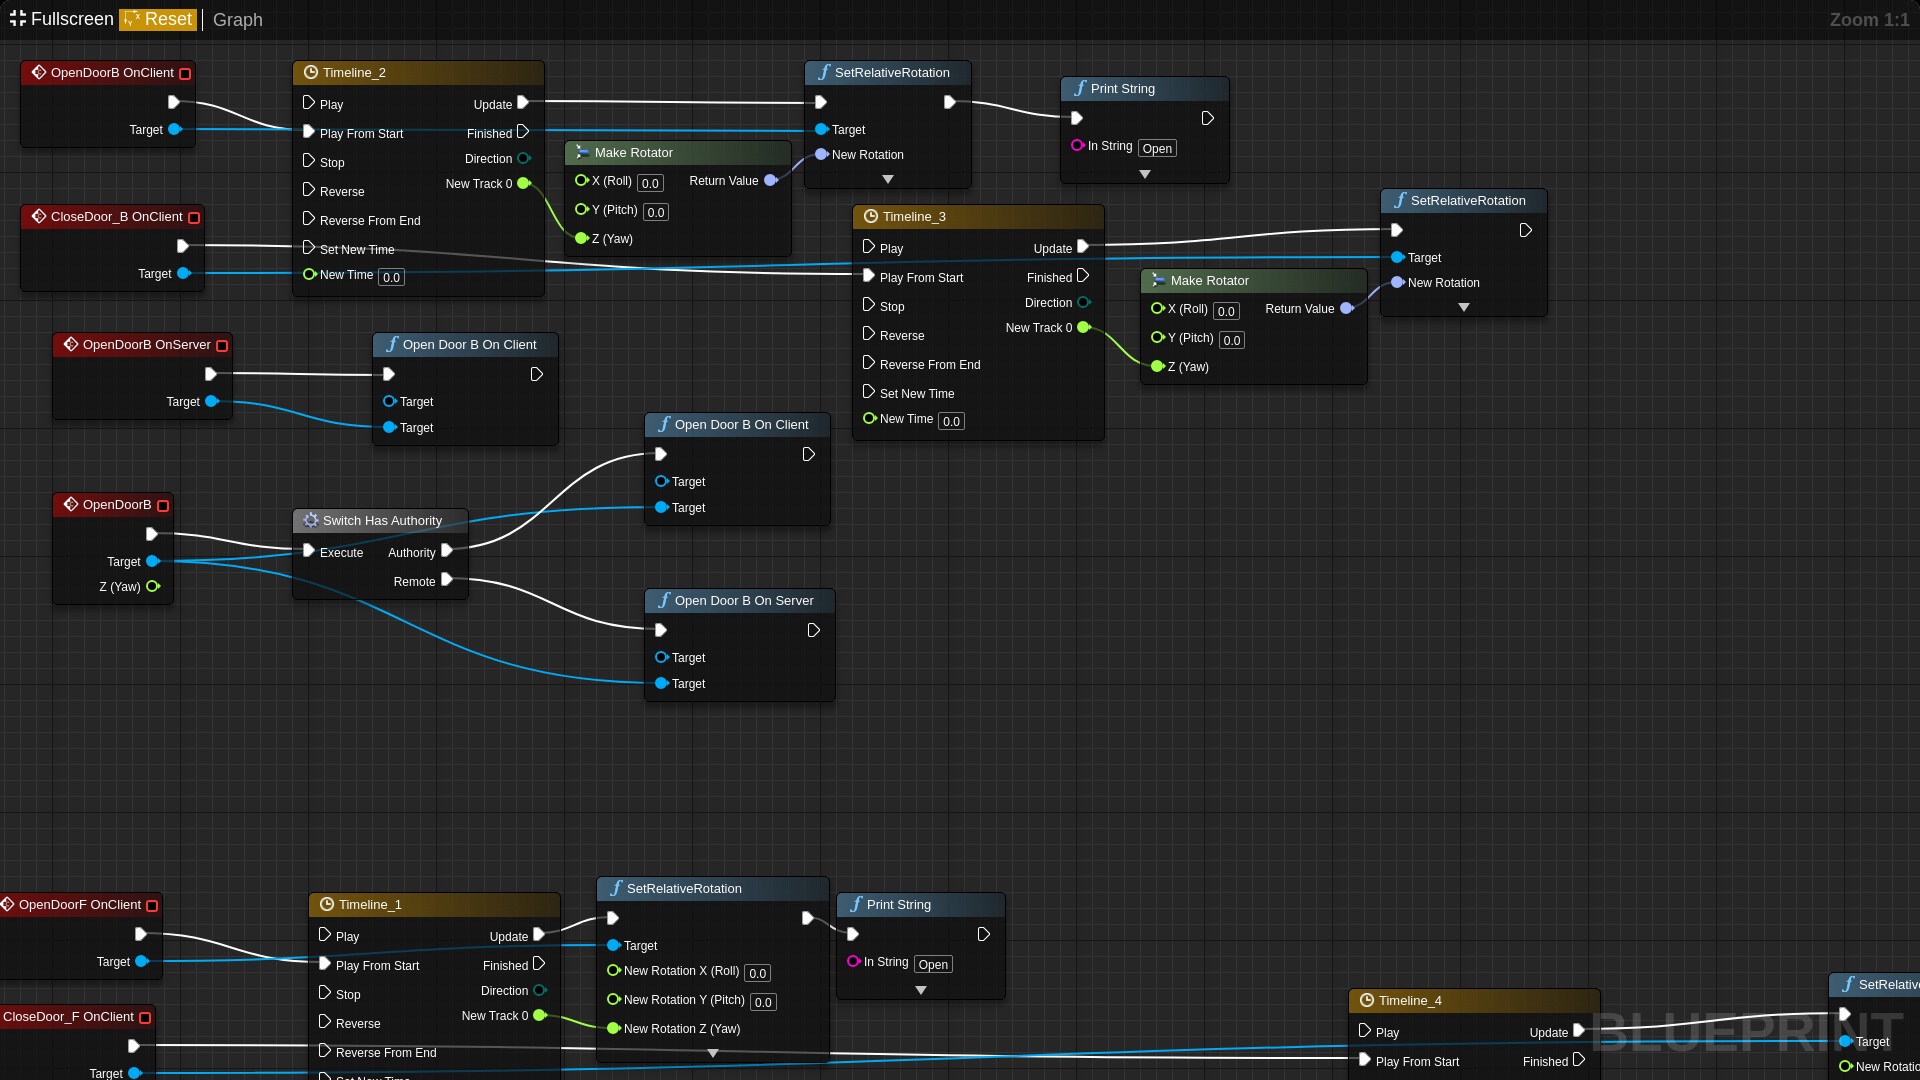 Fullscreen Reset Graph Zoom 1:1
OpenDoorB OnClient
Target
Timeline_2
Play Update
Play From Start Finished
Stop Direction
Reverse New Track 0
Reverse From End
Set New Time
New Time 0.0
Make Rotator
X (Roll) 0.0 Return Value
Y (Pitch) 0.0
Z (Yaw)
SetRelativeRotation
Target
New Rotation
Print String
In String Open
CloseDoor_B OnClient
Target
Timeline_3
Play Update
Play From Start Finished
Stop Direction
Reverse New Track 0
Reverse From End
Set New Time
New Time 0.0
Make Rotator
X (Roll) 0.0 Return Value
Y (Pitch) 0.0
Z (Yaw)
SetRelativeRotation
Target
New Rotation
OpenDoorB OnServer
Target
Open Door B On Client
Target
Target
OpenDoorB
Target
Z (Yaw)
Switch Has Authority
Execute Authority
Remote
Open Door B On Client
Target
Target
Open Door B On Server
Target
Target
OpenDoorF OnClient
Target
Timeline_1
Play Update
Play From Start Finished
Stop Direction
Reverse New Track 0
Reverse From End
Set New Time
SetRelativeRotation
Target
New Rotation X (Roll) 0.0
New Rotation Y (Pitch) 0.0
New Rotation Z (Yaw)
Print String
In String Open
CloseDoor_F OnClient
Target
Timeline_4
Play Update
Play From Start Finished
SetRelative
Target
New Rotatio
BLUEPRINT